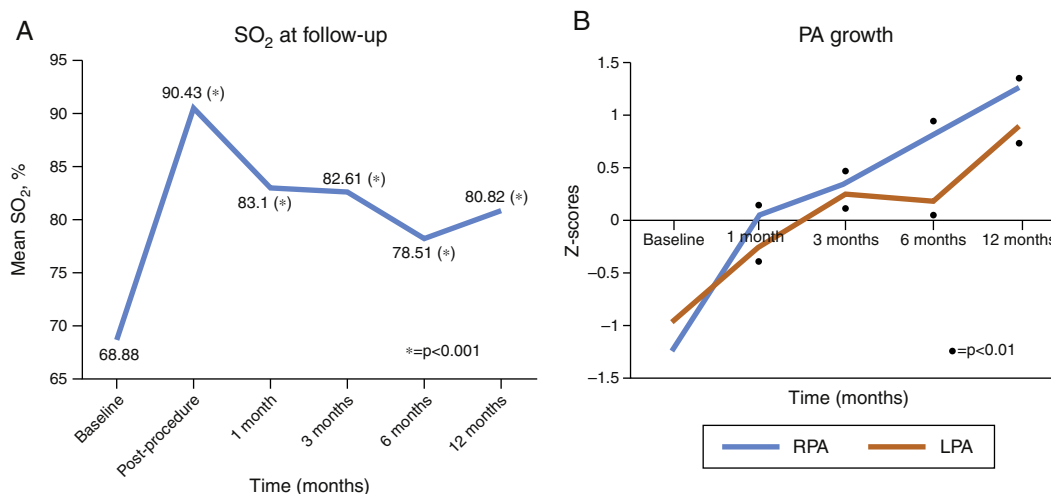 A
SO₂ at follow-up
Mean SO₂, %
95
90
85
80
75
70
65
68.88
90.43 (*)
83.1 (*)
82.61 (*)
78.51 (*)
80.82 (*)
*=p<0.001
Baseline
Post-procedure
1 month
3 months
6 months
12 months
Time (months)
B
PA growth
Z-scores
1.5
1
0.5
0
–0.5
–1
–1.5
Baseline
1 month
3 months
6 months
12 months
●=p<0.01
Time (months)
RPA
LPA